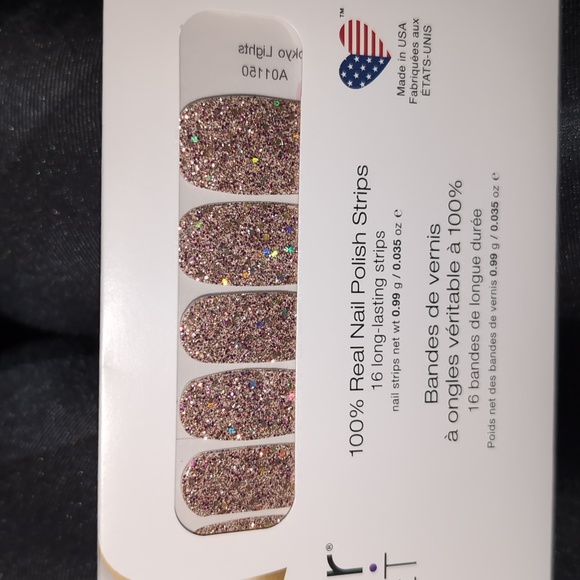 kyo Lights
A01150
™
Made in USA
Fabriquées aux
ÉTATS-UNIS
100% Real Nail Polish Strips
16 long-lasting strips
nail strips net wt 0.99 g / 0.035 oz ℮
Bandes de vernis
à ongles véritable à 100%
16 bandes de longue durée
Poids net des bandes de vernis 0.99 g / 0.035 oz ℮
r®